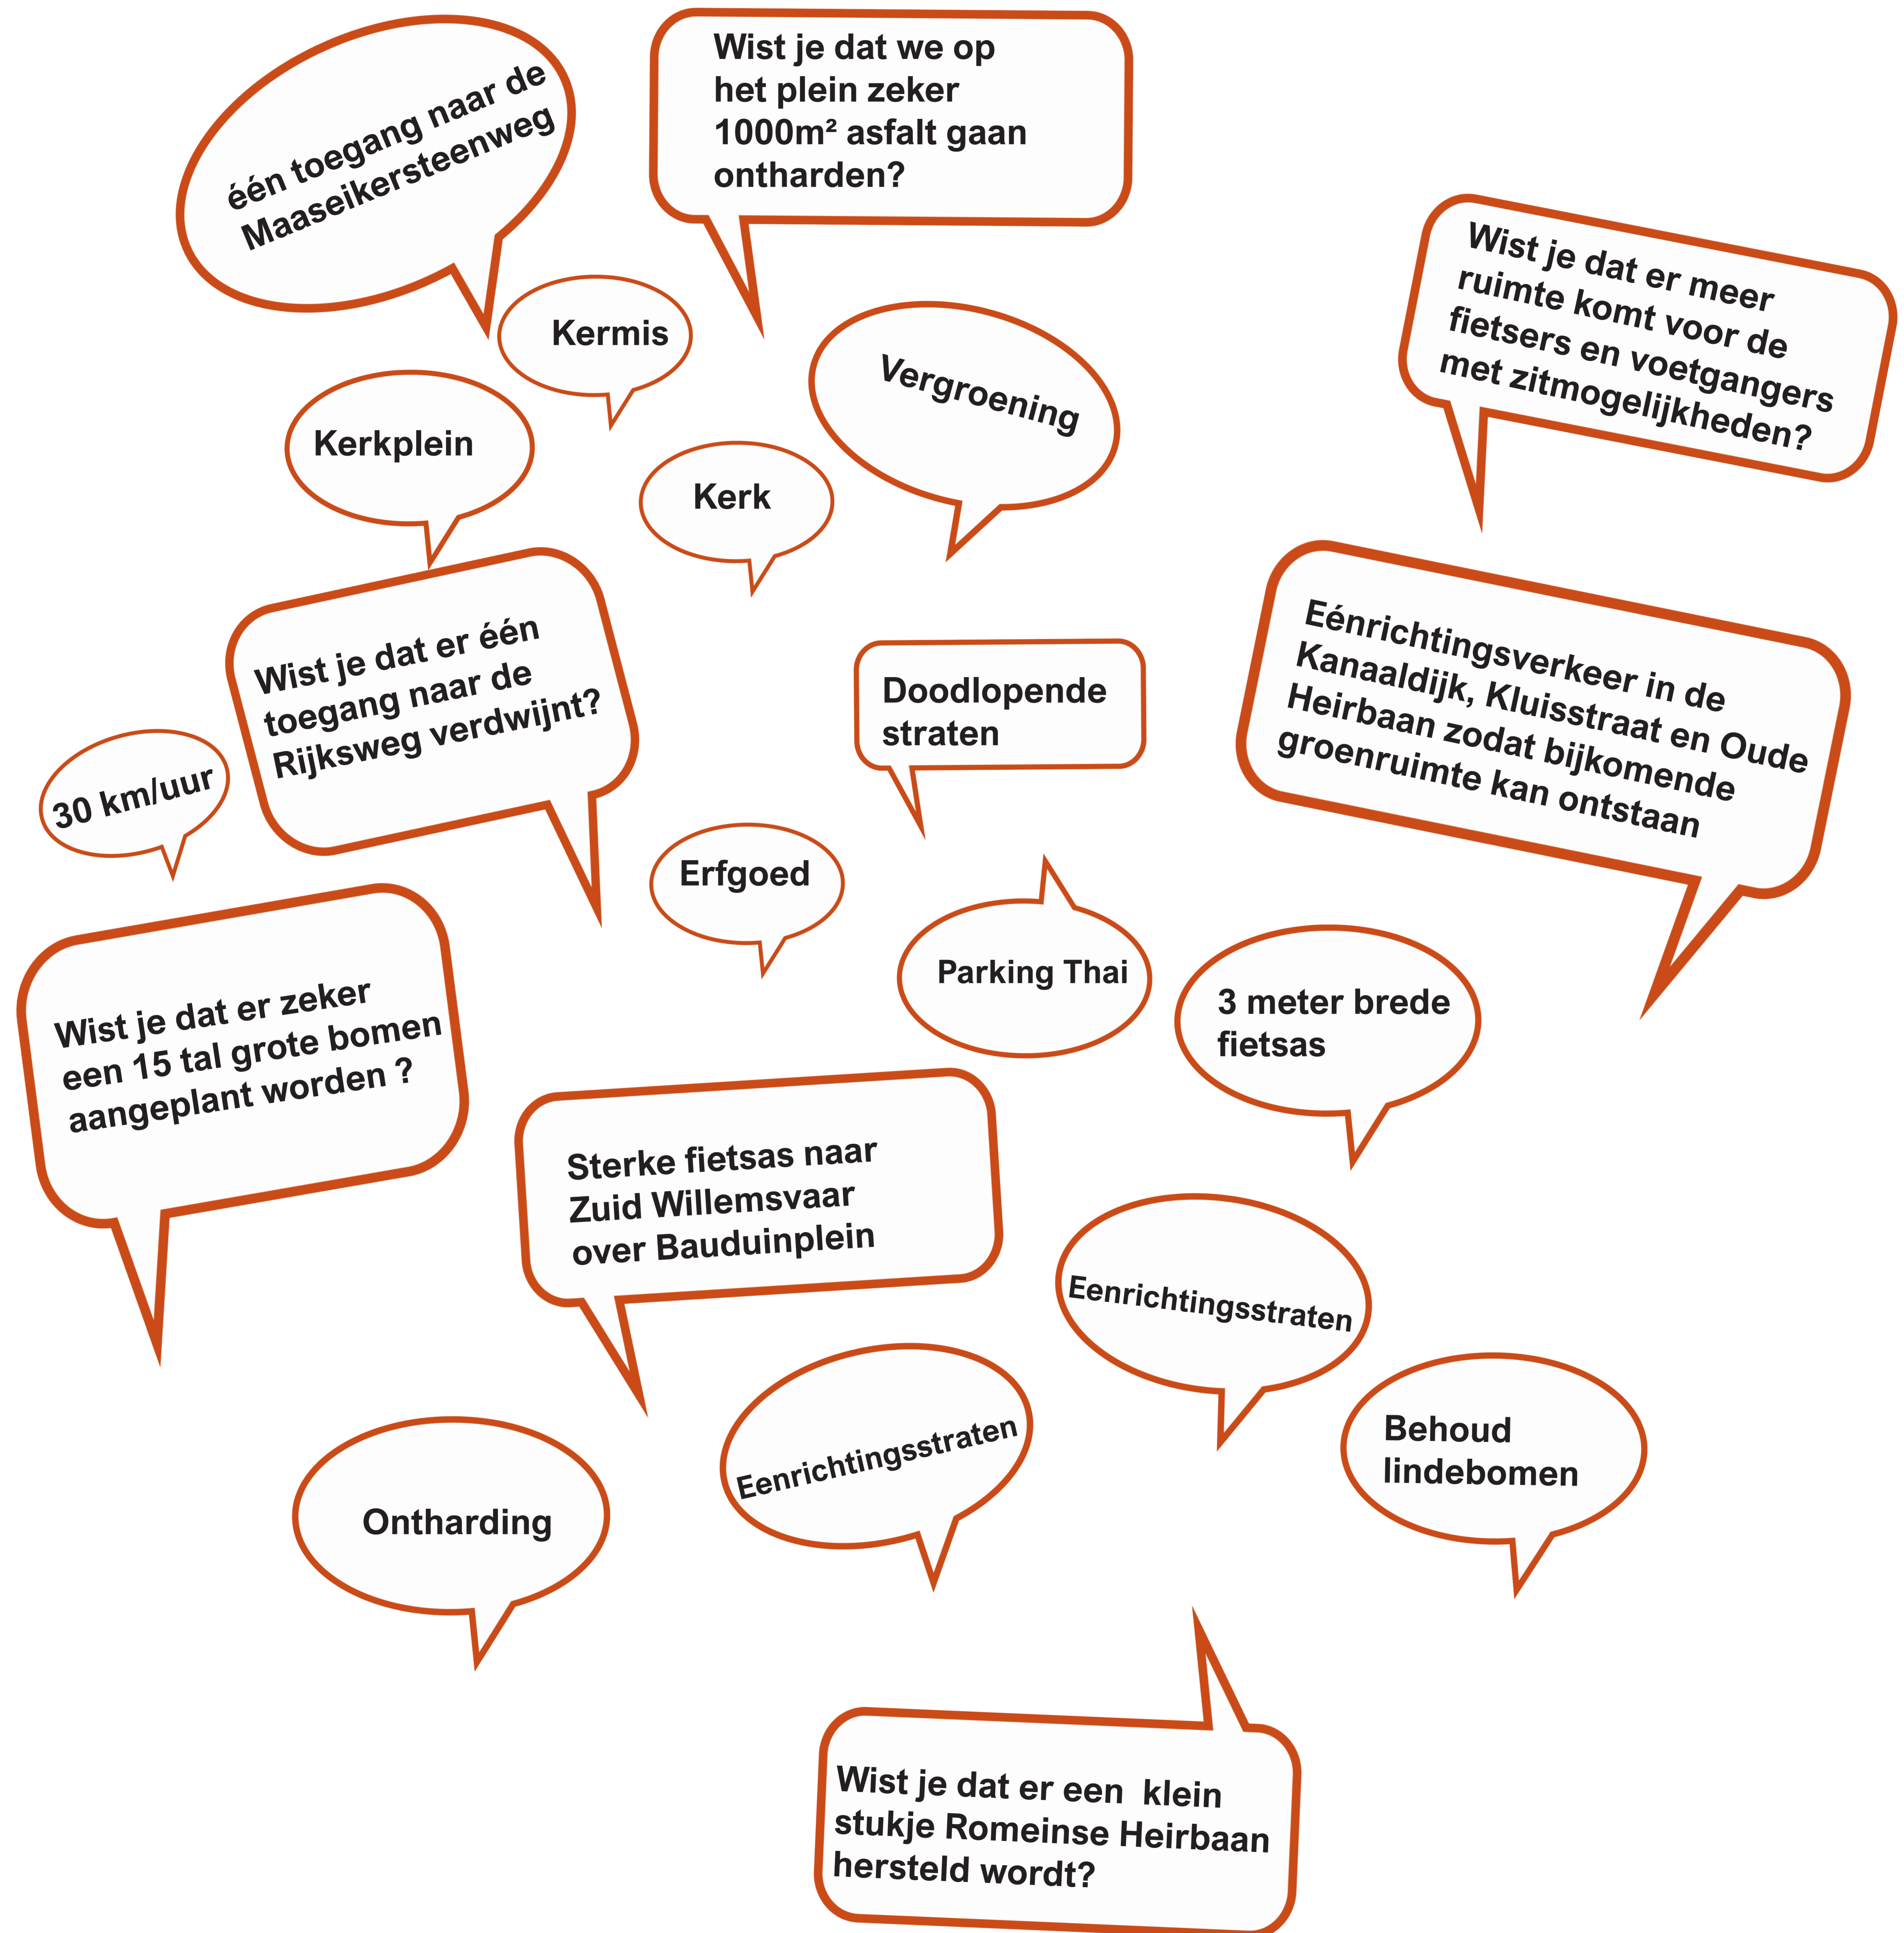 één toegang naar de
Maaseikersteenweg
Wist je dat we op
het plein zeker
1000m² asfalt gaan
ontharden?
Wist je dat er meer
ruimte komt voor de
fietsers en voetgangers
met zitmogelijkheden?
Kermis
Vergroening
Kerkplein
Kerk
Wist je dat er één
toegang naar de
Rijksweg verdwijnt?
Doodlopende
straten
Eénrichtingsverkeer in de
Kanaaldijk, Kluisstraat en Oude
Heirbaan zodat bijkomende
groenruimte kan ontstaan
30 km/uur
Erfgoed
Parking Thai
3 meter brede
fietsas
Wist je dat er zeker
een 15 tal grote bomen
aangeplant worden ?
Sterke fietsas naar
Zuid Willemsvaar
over Bauduinplein
Eenrichtingsstraten
Eenrichtingsstraten
Behoud
lindebomen
Ontharding
Wist je dat er een klein
stukje Romeinse Heirbaan
hersteld wordt?